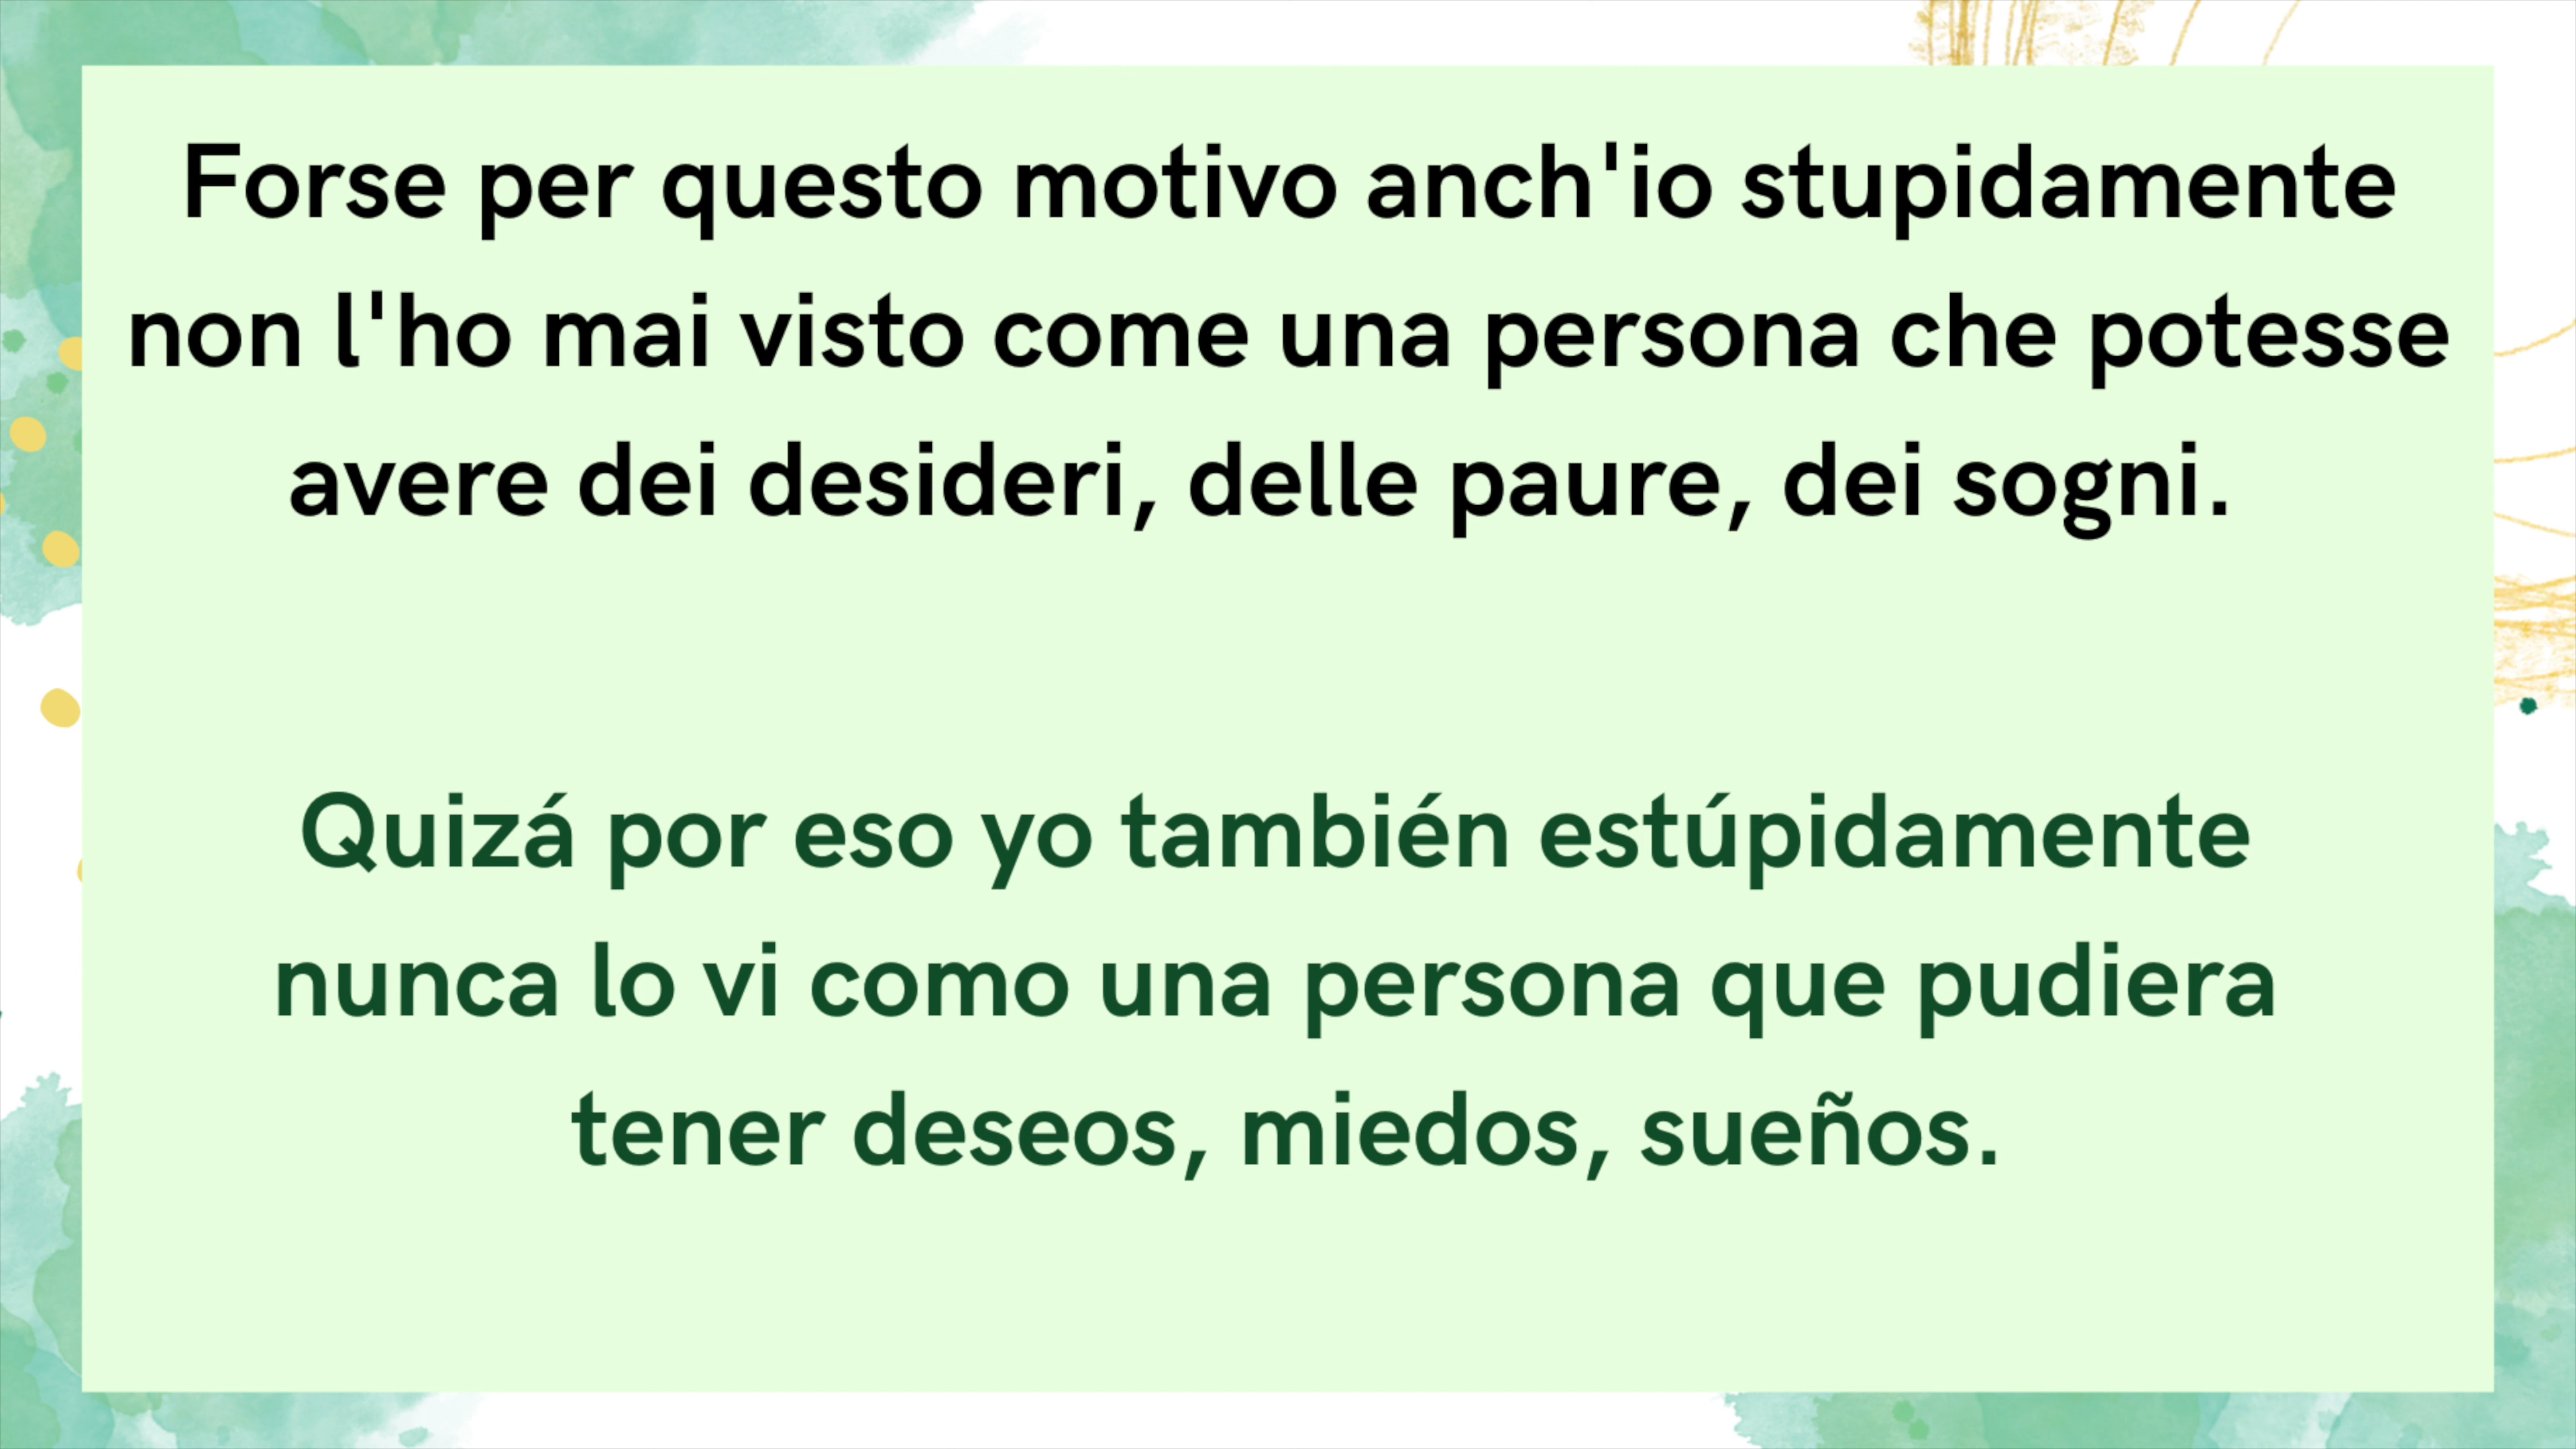 Forse per questo motivo anch'io stupidamente
non l'ho mai visto come una persona che potesse
avere dei desideri, delle paure, dei sogni.
Quizá por eso yo también estúpidamente
nunca lo vi como una persona que pudiera
tener deseos, miedos, sueños.